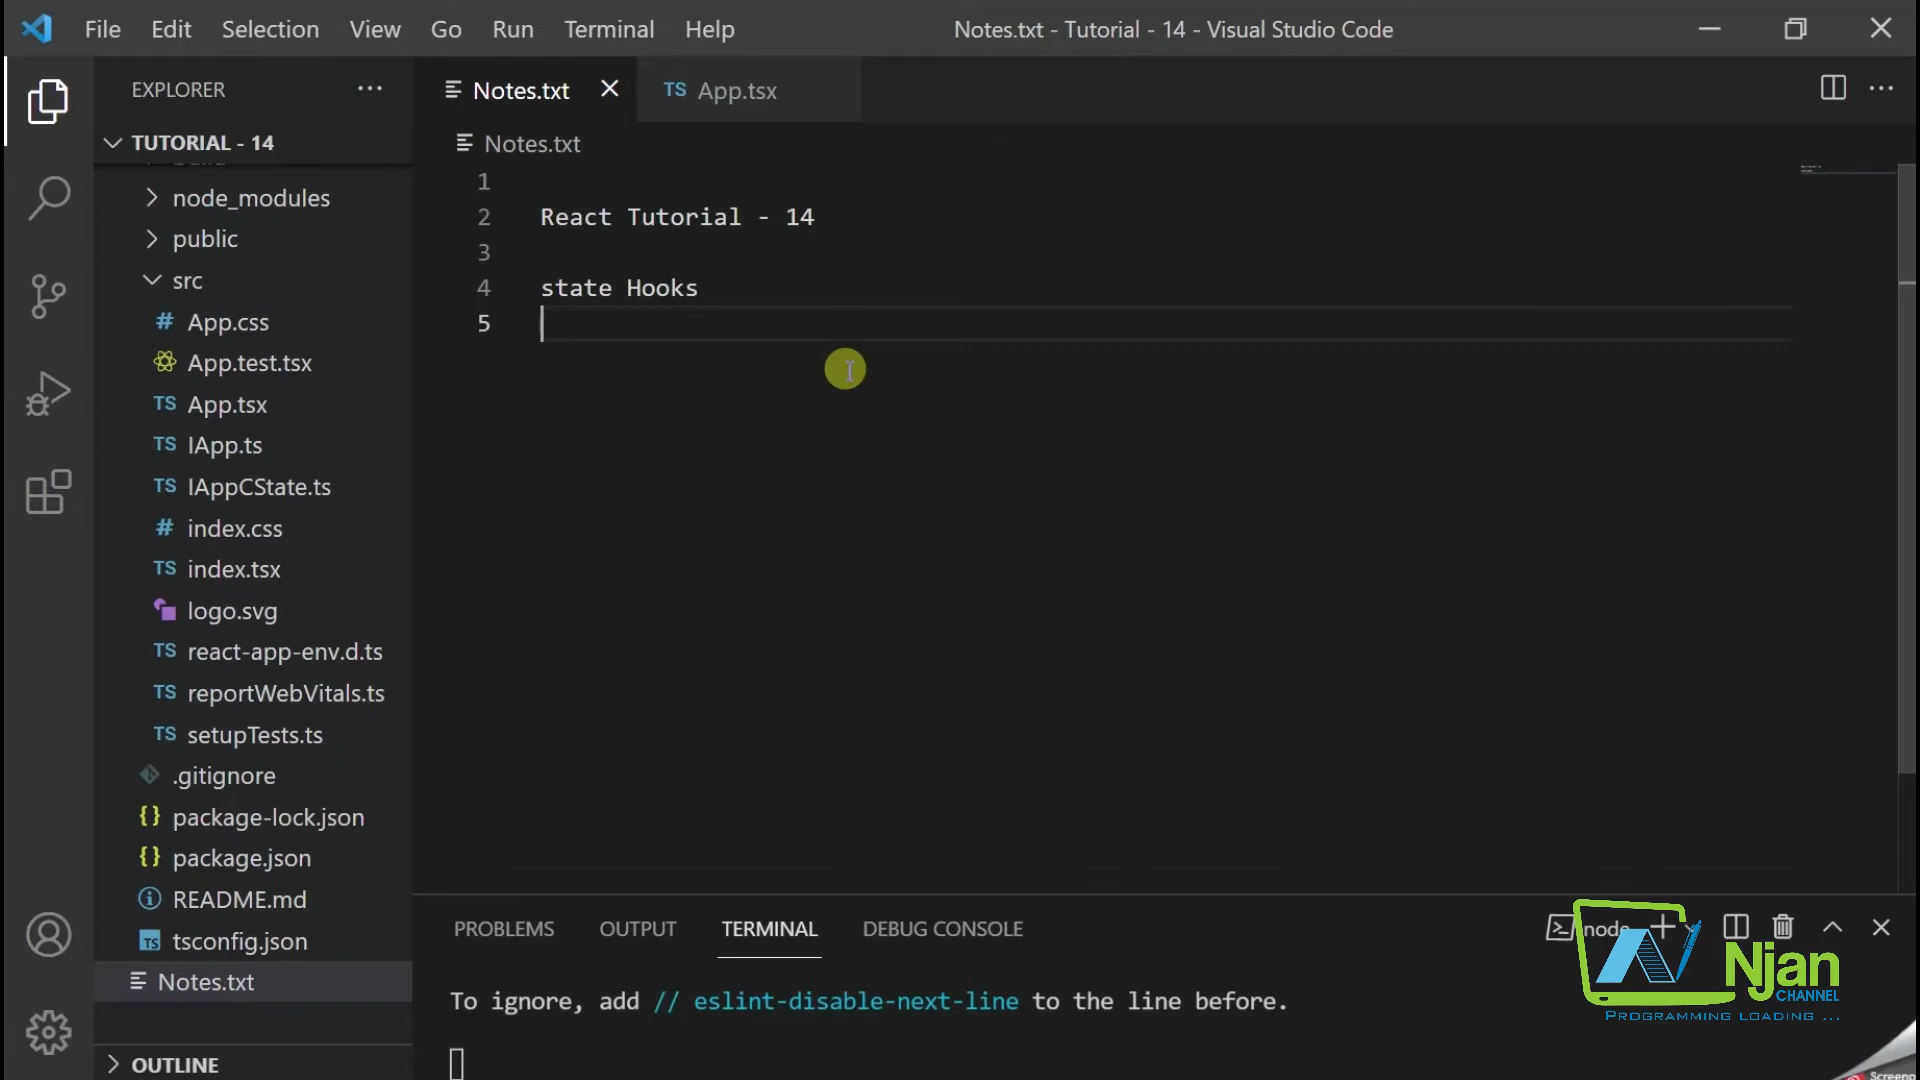 File Edit Selection View Go Run Terminal Help Notes.txt - Tutorial - 14 - Visual Studio Code
EXPLORER
Notes.txt
TS App.tsx
TUTORIAL - 14
Notes.txt
node_modules
public
src
# App.css
App.test.tsx
TS App.tsx
TS IApp.ts
TS IAppCState.ts
# index.css
TS index.tsx
logo.svg
TS react-app-env.d.ts
TS reportWebVitals.ts
TS setupTests.ts
.gitignore
{} package-lock.json
{} package.json
README.md
TS tsconfig.json
Notes.txt
OUTLINE
1
2 React Tutorial - 14
3
4 state Hooks
5
PROBLEMS OUTPUT TERMINAL DEBUG CONSOLE
node
To ignore, add // eslint-disable-next-line to the line before.
Njan
CHANNEL
PROGRAMMING LOADING ...